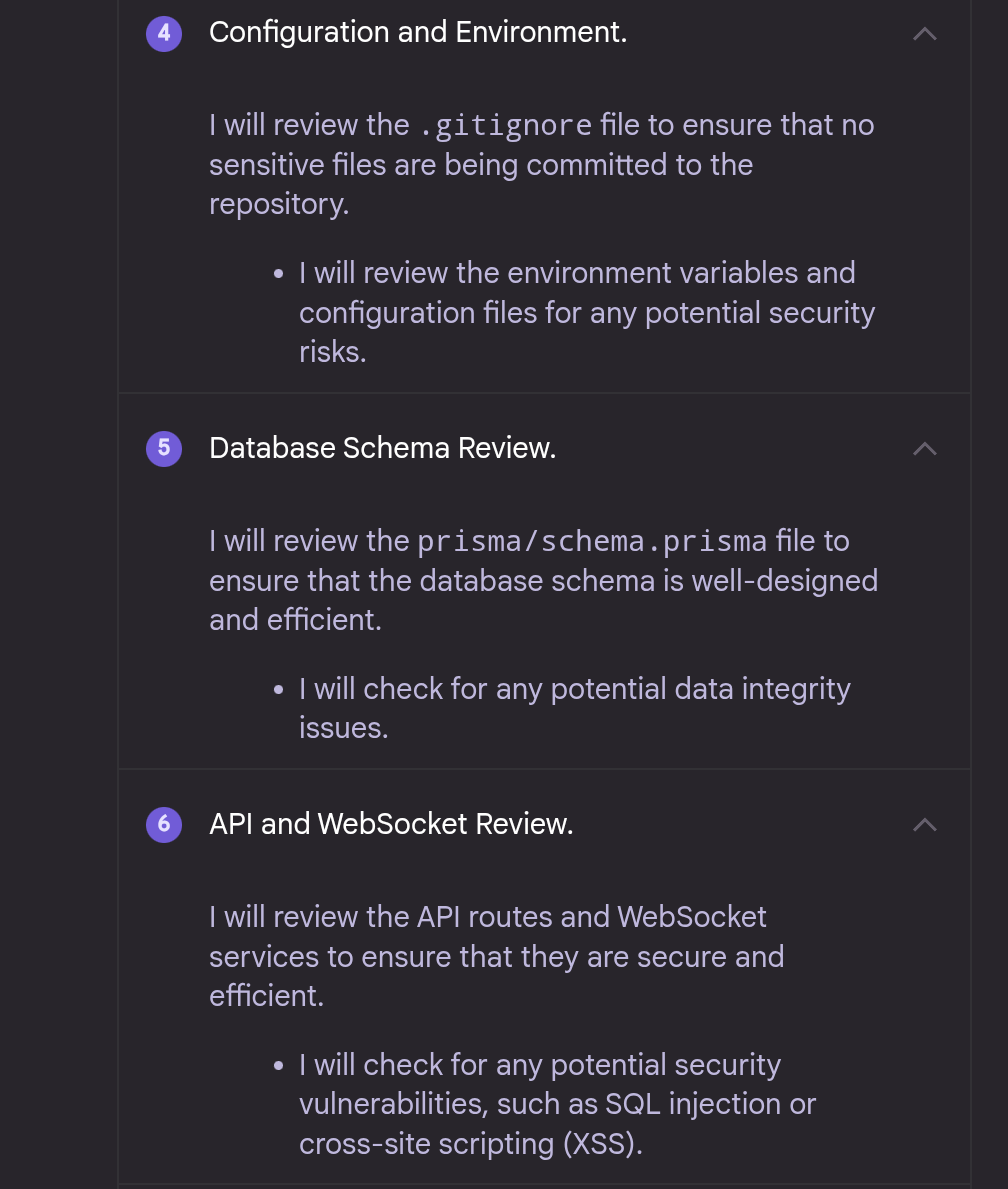 4 Configuration and Environment.
I will review the .gitignore file to ensure that no
sensitive files are being committed to the
repository.
• I will review the environment variables and
configuration files for any potential security
risks.
5 Database Schema Review.
I will review the prisma/schema.prisma file to
ensure that the database schema is well-designed
and efficient.
• I will check for any potential data integrity
issues.
6 API and WebSocket Review.
I will review the API routes and WebSocket
services to ensure that they are secure and
efficient.
• I will check for any potential security
vulnerabilities, such as SQL injection or
cross-site scripting (XSS).